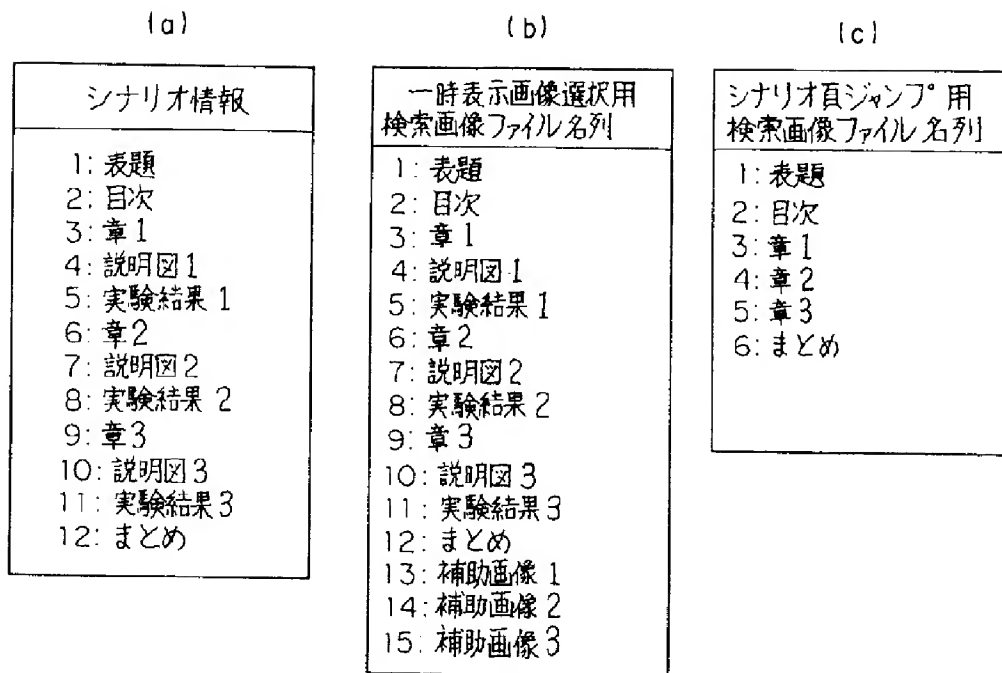 (a)
シナリオ情報
1: 表題
2: 目次
3: 章1
4: 説明図1
5: 実験結果1
6: 章2
7: 説明図2
8: 実験結果2
9: 章3
10: 説明図3
11: 実験結果3
12: まとめ
(b)
一時表示画像選択用
検索画像ファイル名列
1: 表題
2: 目次
3: 章1
4: 説明図1
5: 実験結果1
6: 章2
7: 説明図2
8: 実験結果2
9: 章3
10: 説明図3
11: 実験結果3
12: まとめ
13: 補助画像1
14: 補助画像2
15: 補助画像3
(c)
シナリオ頁ジャンプ用
検索画像ファイル名列
1: 表題
2: 目次
3: 章1
4: 章2
5: 章3
6: まとめ